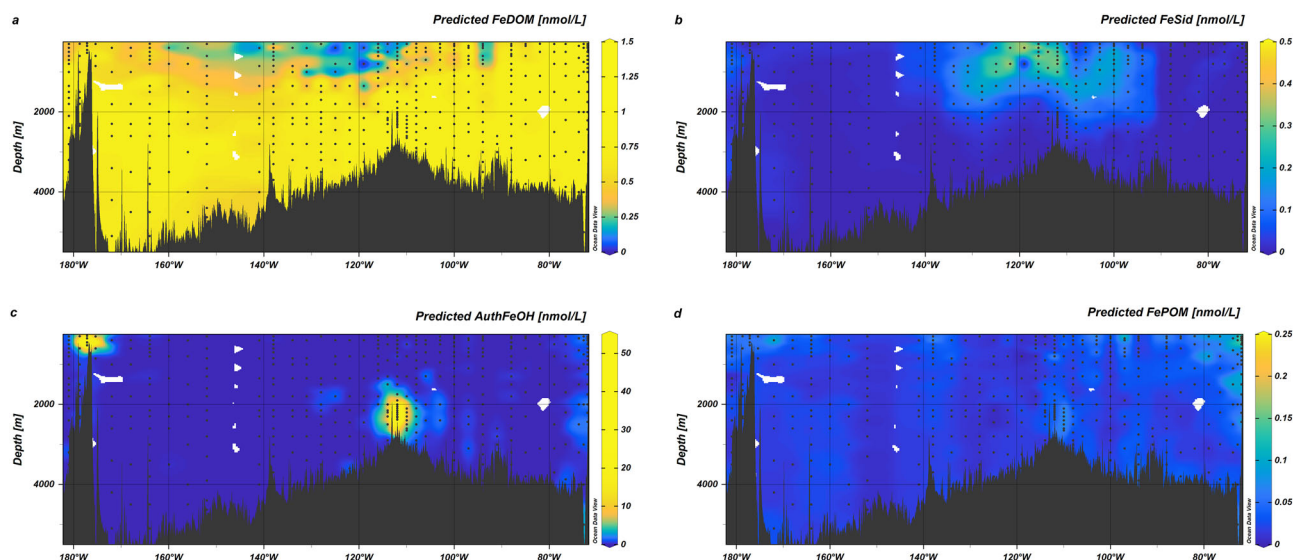 a Predicted FeDOM [nmol/L]
Depth [m]
2000
4000
180°W 160°W 140°W 120°W 100°W 80°W
1.5
1.25
1
0.75
0.5
0.25
0
Ocean Data View
b Predicted FeSid [nmol/L]
Depth [m]
2000
4000
180°W 160°W 140°W 120°W 100°W 80°W
0.5
0.4
0.3
0.2
0.1
0
Ocean Data View
c Predicted AuthFeOH [nmol/L]
Depth [m]
2000
4000
180°W 160°W 140°W 120°W 100°W 80°W
50
40
30
20
10
0
Ocean Data View
d Predicted FePOM [nmol/L]
Depth [m]
2000
4000
180°W 160°W 140°W 120°W 100°W 80°W
0.25
0.2
0.15
0.1
0.05
0
Ocean Data View